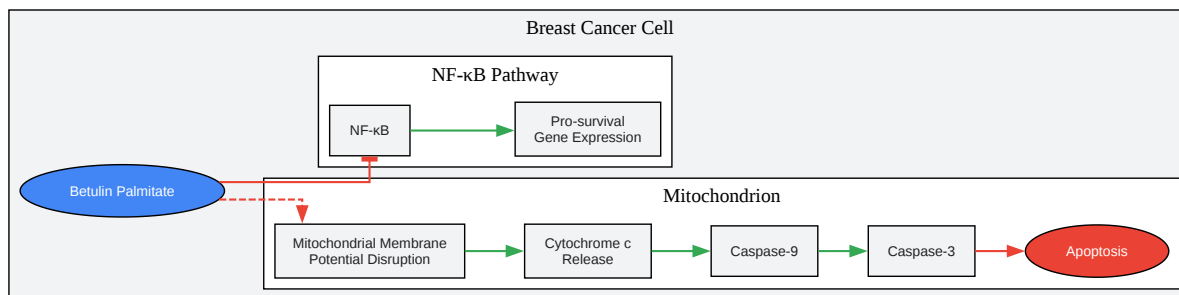 Breast Cancer Cell
NF-κB Pathway
NF-κB
Pro-survival
Gene Expression
Betulin Palmitate
Mitochondrion
Mitochondrial Membrane
Potential Disruption
Cytochrome c
Release
Caspase-9
Caspase-3
Apoptosis